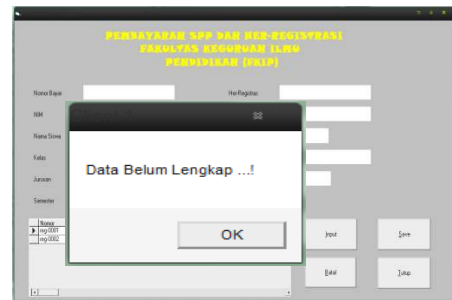 PEMBAYARAN SPP DAN HER-REGISTRASI
FAKULTAS KEGURUAN ILMU
PENDIDIKAN (FKIP)
Nomor Bayar
Her-Registrasi
NIM
Nama Siswa
Kelas
Jurusan
Semester
Data Belum Lengkap ...!
OK
Nomor
reg-0001
reg-0002
Input
Save
Batal
Tutup